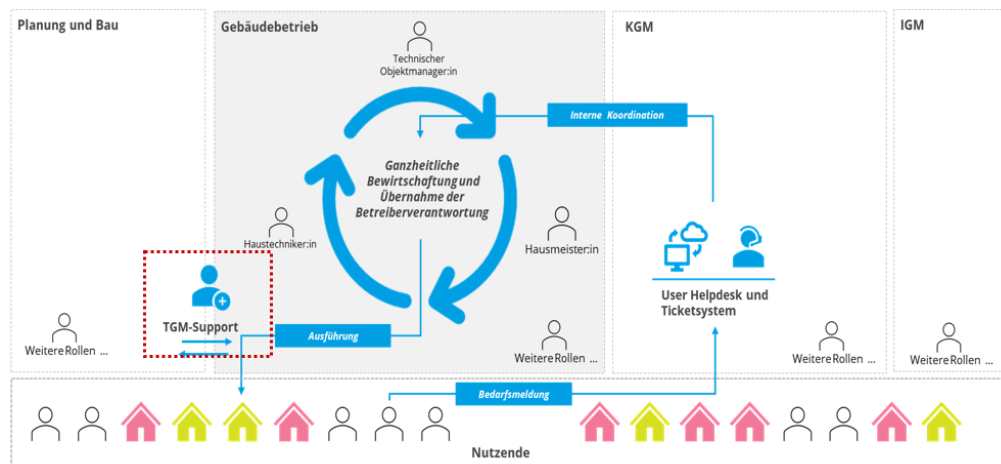 Planung und Bau
Gebäudebetrieb
KGM
IGM
Technischer
Objektmanager:in
Interne Koordination
Ganzheitliche
Bewirtschaftung und
Übernahme der
Betreiberverantwortung
Haustechniker:in
Hausmeister:in
User Helpdesk und
Ticketsystem
TGM-Support
Ausführung
Weitere Rollen ...
Weitere Rollen ...
Weitere Rollen ...
Weitere Rollen ...
Bedarfsmeldung
Nutzende